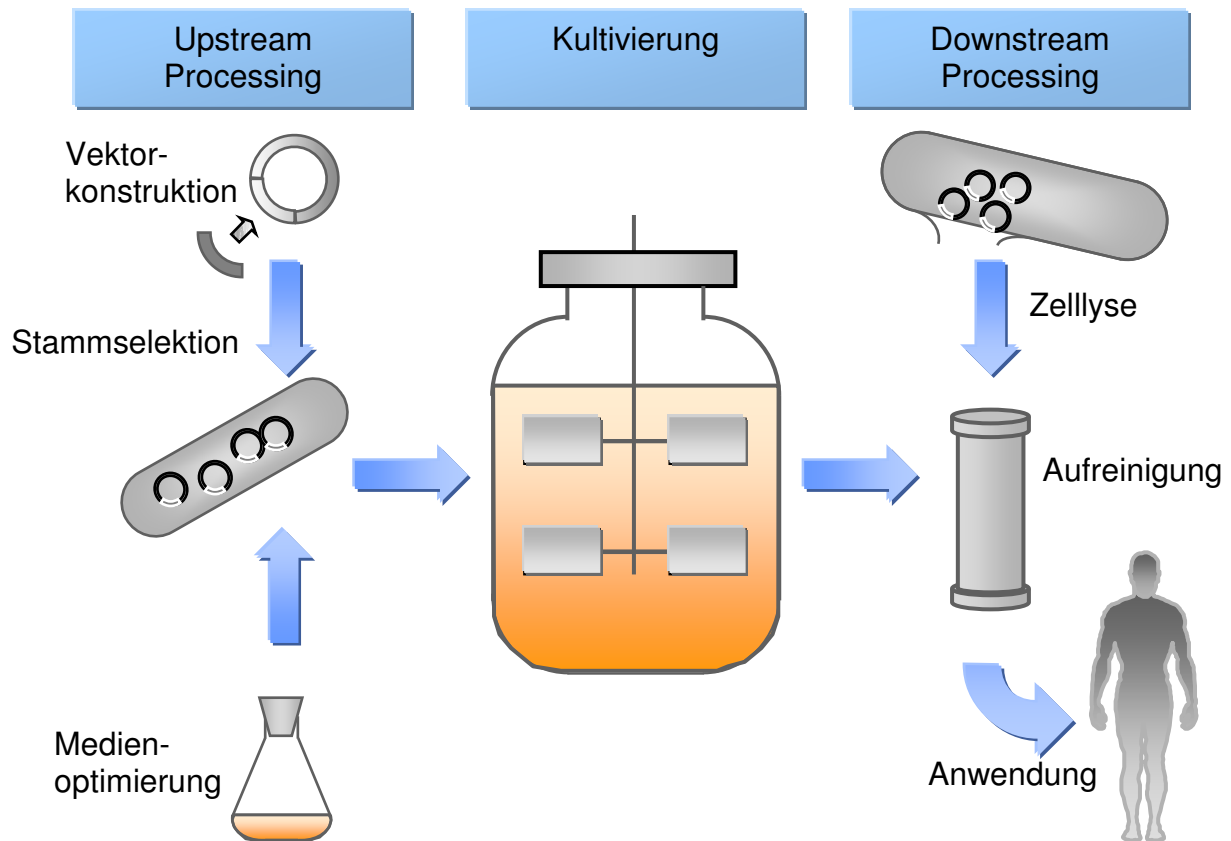 Upstream
Processing
Kultivierung
Downstream
Processing
Vektor-
konstruktion
Stammselektion
Medien-
optimierung
Zelllyse
Aufreinigung
Anwendung